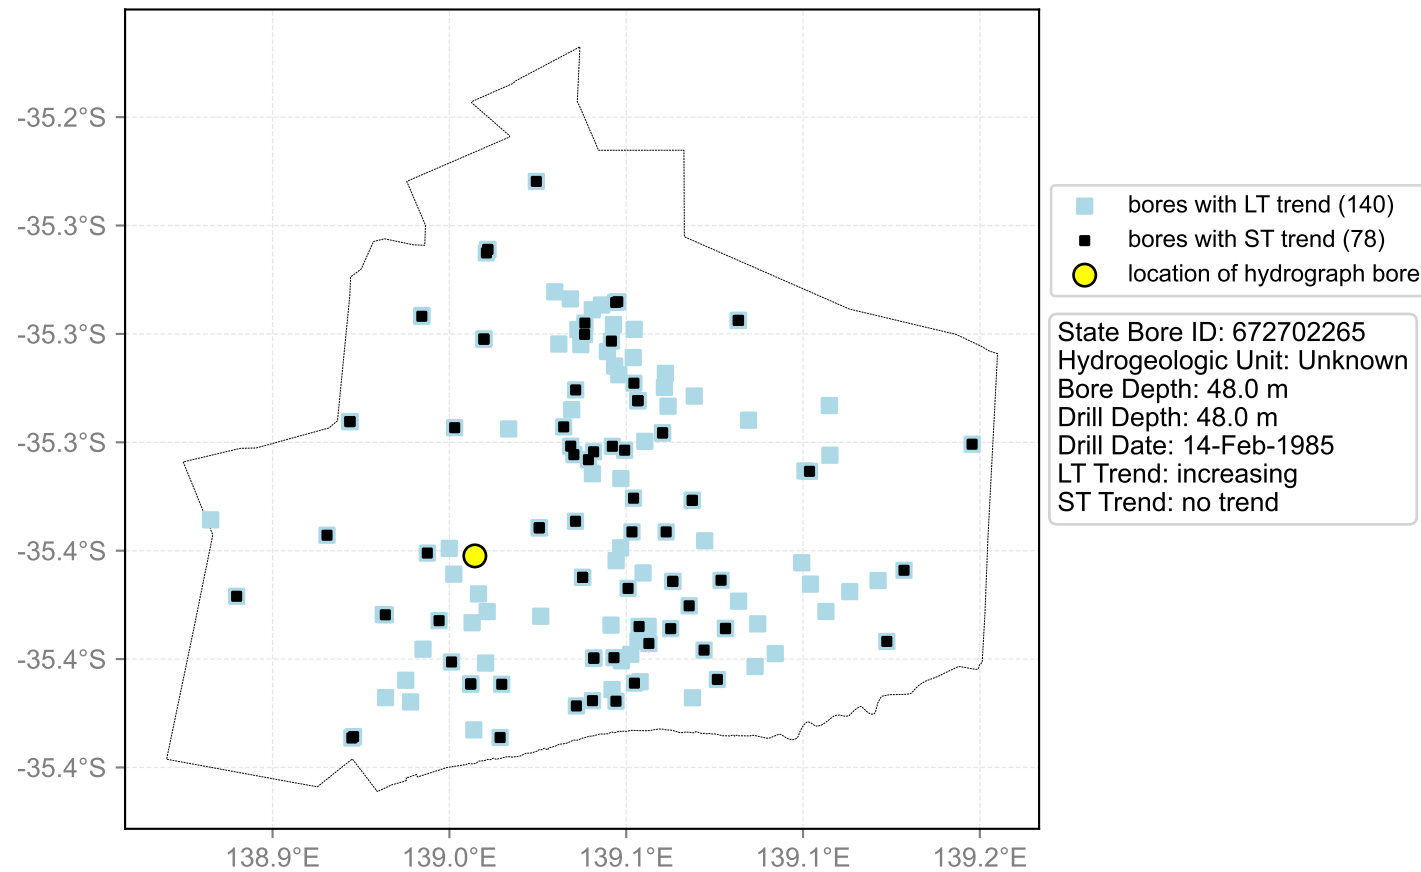 -35.2°S
-35.3°S
-35.3°S
-35.3°S
-35.4°S
-35.4°S
-35.4°S
138.9°E
139.0°E
139.1°E
139.1°E
139.2°E
bores with LT trend (140)
bores with ST trend (78)
location of hydrograph bore
State Bore ID: 672702265
Hydrogeologic Unit: Unknown
Bore Depth: 48.0 m
Drill Depth: 48.0 m
Drill Date: 14-Feb-1985
LT Trend: increasing
ST Trend: no trend